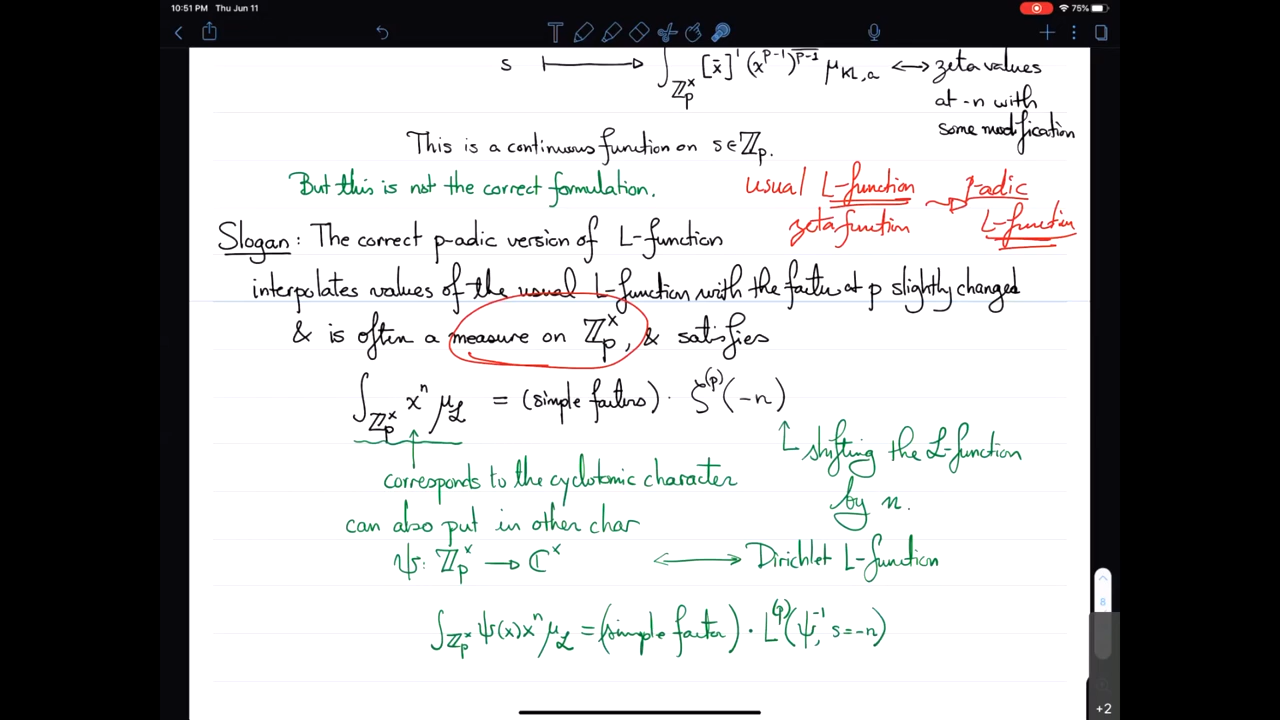 10:51 PM Thu Jun 11
75%
s ⟼ ∫_{ℤ_p^×} [x̄]^i (x^{p-1})^{\overline{p-1}} μ_{KL,a} ⟷ zeta values
at -n with
some modification
This is a continuous function on s∈ℤ_p.
But this is not the correct formulation.
usual L-function ⇝ p-adic
zeta function L-function
Slogan: The correct p-adic version of L-function
interpolates values of the usual L-function with the factor at p slightly changed
& is often a measure on ℤ_p^×, & satisfies
∫_{ℤ_p^×} x^n μ_ℒ = (simple factors) · ζ^{(p)}(-n)
shifting the L-function
by n.
corresponds to the cyclotomic character
can also put in other char
ψ: ℤ_p^× → ℂ^× ⟷ Dirichlet L-function
∫_{ℤ_p^×} ψ(x)x^n μ_ℒ = (simple factor) · L^{(p)}(ψ^{-1}, s=-n)
8
+2